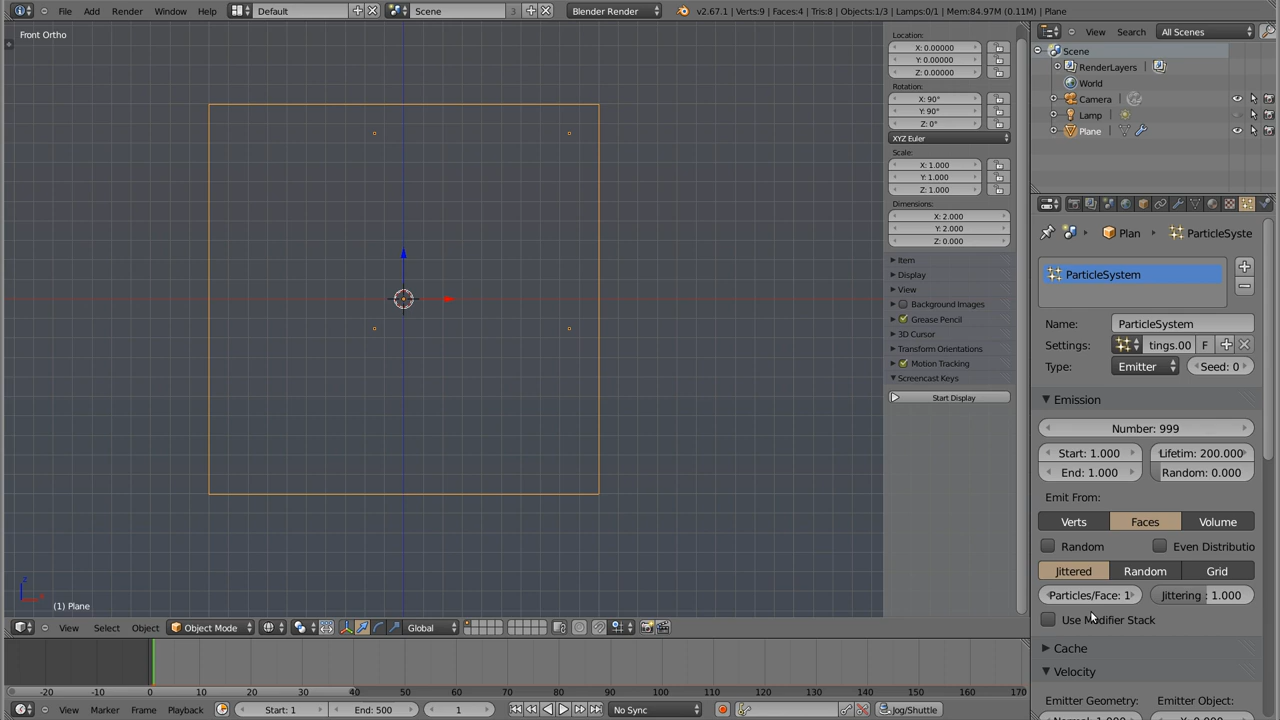 File Add Render Window Help Default Scene 3 Blender Render v2.67.1 | Verts:9 | Faces:4 | Tris:8 | Objects:1/3 | Lamps:0/1 | Mem:84.97M (0.11M) | Plane
Front Ortho
Location:
X: 0.00000
Y: 0.00000
Z: 0.00000
Rotation:
X: 90°
Y: 90°
Z: 0°
XYZ Euler
Scale:
X: 1.000
Y: 1.000
Z: 1.000
Dimensions:
X: 2.000
Y: 2.000
Z: 0.000
Item
Display
View
Background Images
Grease Pencil
3D Cursor
Transform Orientations
Motion Tracking
Screencast Keys
Start Display
View Search All Scenes
Scene
RenderLayers |
World
Camera
Lamp
Plane
Plan ParticleSyste
ParticleSystem
Name: ParticleSystem
Settings: tings.00 F
Type: Emitter Seed: 0
Emission
Number: 999
Start: 1.000 Lifetim: 200.000
End: 1.000 Random: 0.000
Emit From:
Verts Faces Volume
Random Even Distributio
Jittered Random Grid
Particles/Face: 1 Jittering : 1.000
Use Modifier Stack
Cache
Velocity
Emitter Geometry: Emitter Object:
z
(1) Plane
View Select Object Object Mode Global
-20 -10 0 10 20 30 40 50 60 70 80 90 100 110 120 130 140 150 160 170
View Marker Frame Playback Start: 1 End: 500 1 No Sync Jog/Shuttle